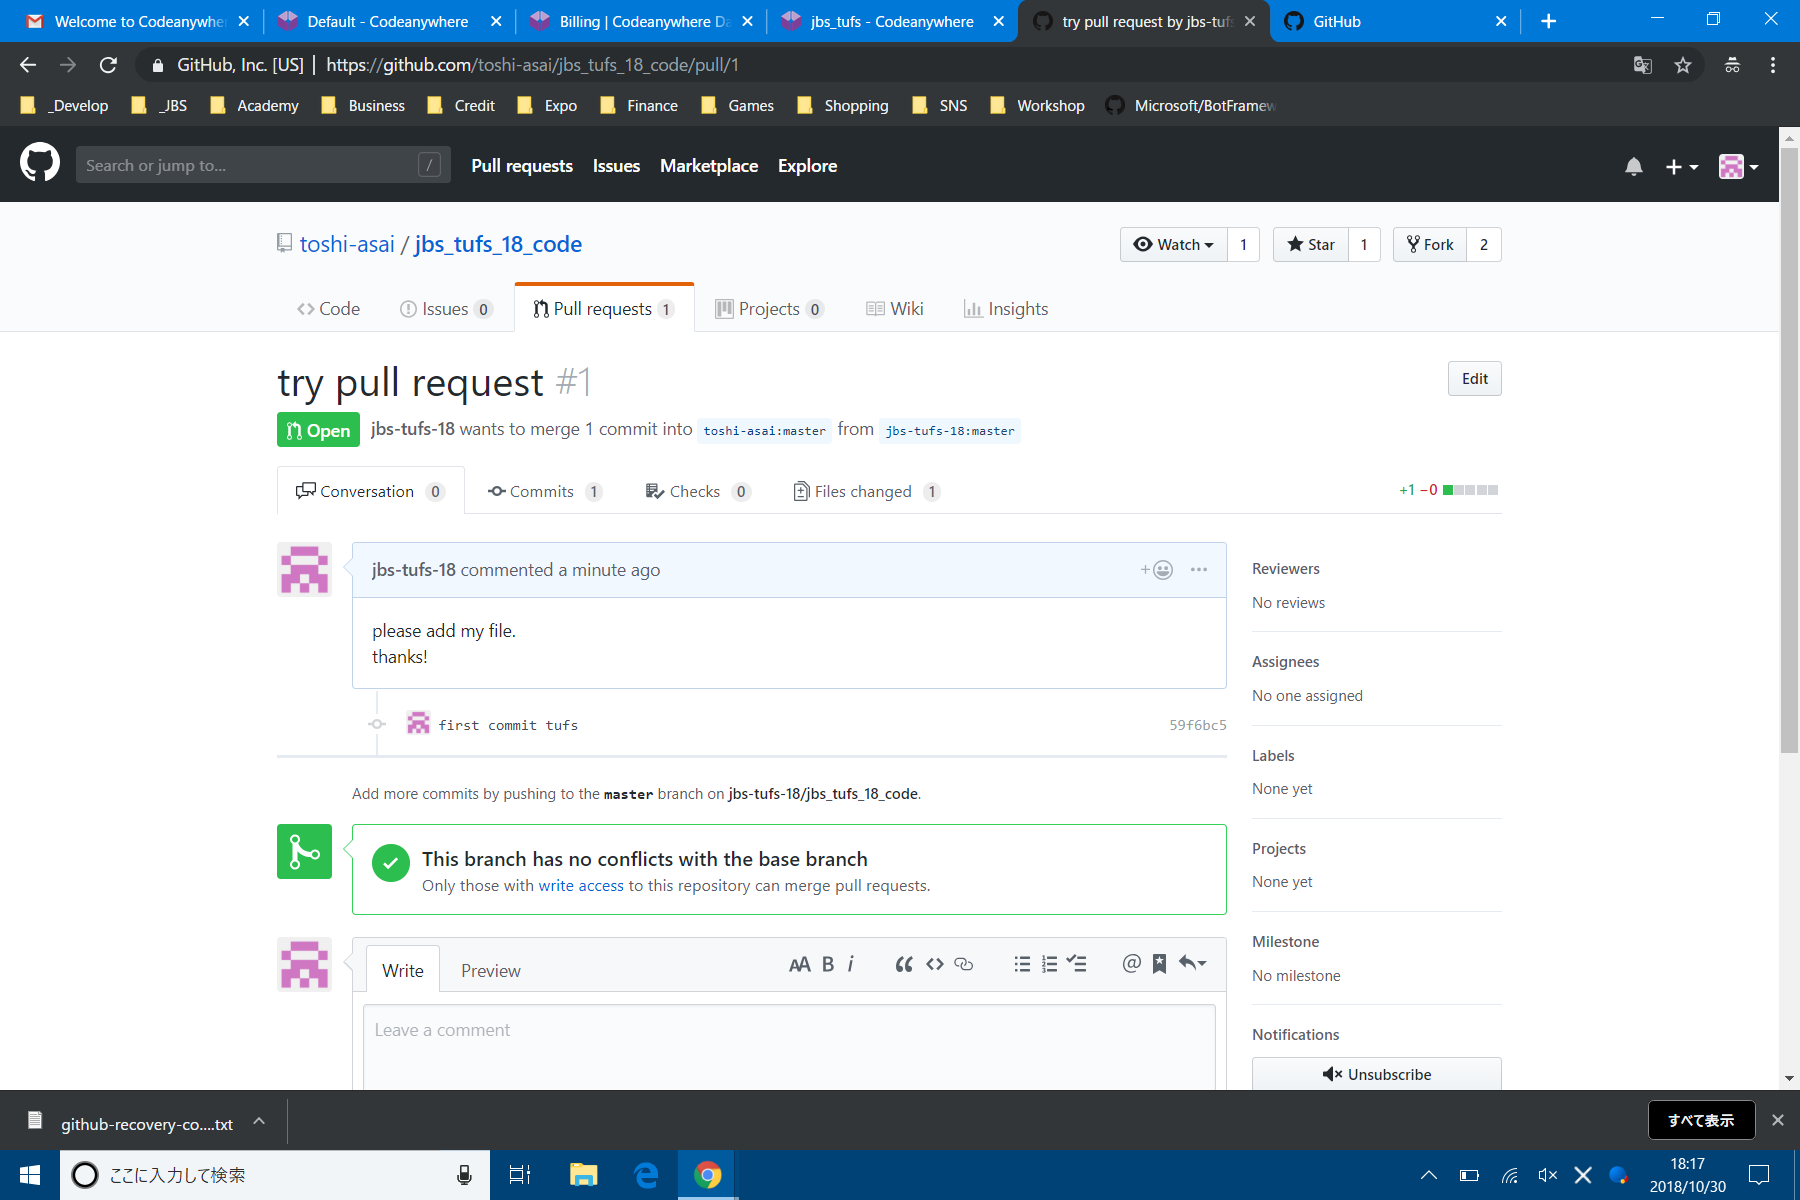 Welcome to Codeanywhe
Default - Codeanywhere
Billing | Codeanywhere Da
jbs_tufs - Codeanywhere
try pull request by jbs-tufs
GitHub
GitHub, Inc. [US] | https://github.com/toshi-asai/jbs_tufs_18_code/pull/1
_Develop _JBS Academy Business Credit Expo Finance Games Shopping SNS Workshop Microsoft/BotFramew
Search or jump to... /
Pull requests Issues Marketplace Explore
toshi-asai / jbs_tufs_18_code
Watch 1 Star 1 Fork 2
Code Issues 0 Pull requests 1 Projects 0 Wiki Insights
try pull request #1
Edit
Open jbs-tufs-18 wants to merge 1 commit into toshi-asai:master from jbs-tufs-18:master
Conversation 0 Commits 1 Checks 0 Files changed 1
+1 −0
jbs-tufs-18 commented a minute ago
please add my file.
thanks!
first commit tufs 59f6bc5
Add more commits by pushing to the master branch on jbs-tufs-18/jbs_tufs_18_code.
This branch has no conflicts with the base branch
Only those with write access to this repository can merge pull requests.
Write Preview
AA B i
Leave a comment
Reviewers
No reviews
Assignees
No one assigned
Labels
None yet
Projects
None yet
Milestone
No milestone
Notifications
Unsubscribe
github-recovery-co....txt
すべて表示
ここに入力して検索
18:17
2018/10/30